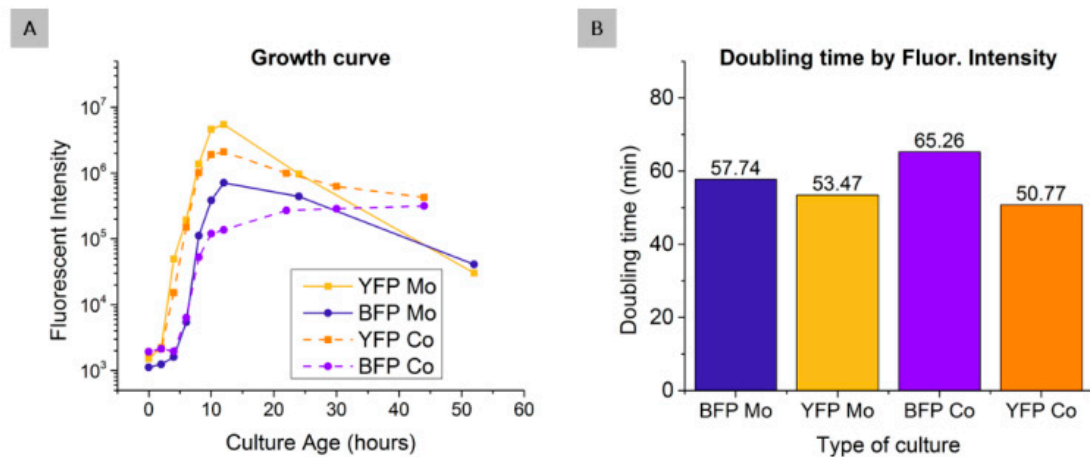 A
Growth curve
Fluorescent Intensity
10^7
10^6
10^5
10^4
10^3
YFP Mo
BFP Mo
YFP Co
BFP Co
0 10 20 30 40 50 60
Culture Age (hours)
B
Doubling time by Fluor. Intensity
Doubling time (min)
80
60
40
20
0
57.74
53.47
65.26
50.77
BFP Mo YFP Mo BFP Co YFP Co
Type of culture